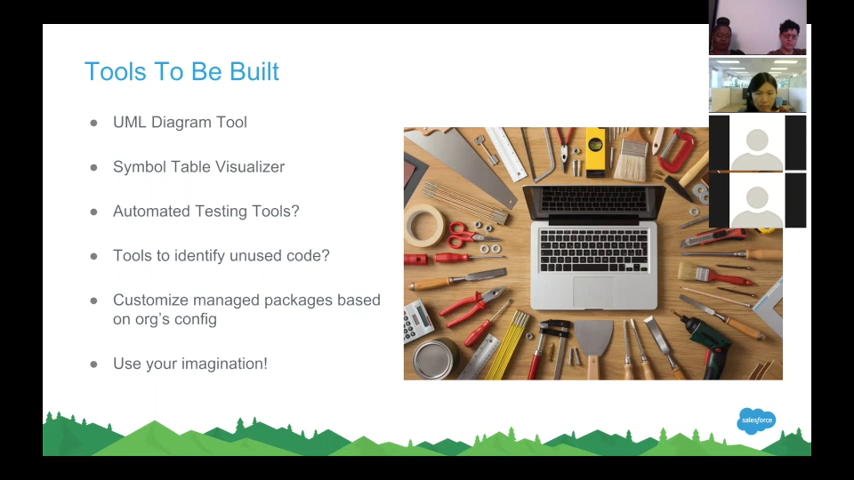 Tools To Be Built
● UML Diagram Tool
● Symbol Table Visualizer
● Automated Testing Tools?
● Tools to identify unused code?
● Customize managed packages based
on org's config
● Use your imagination!
salesforce